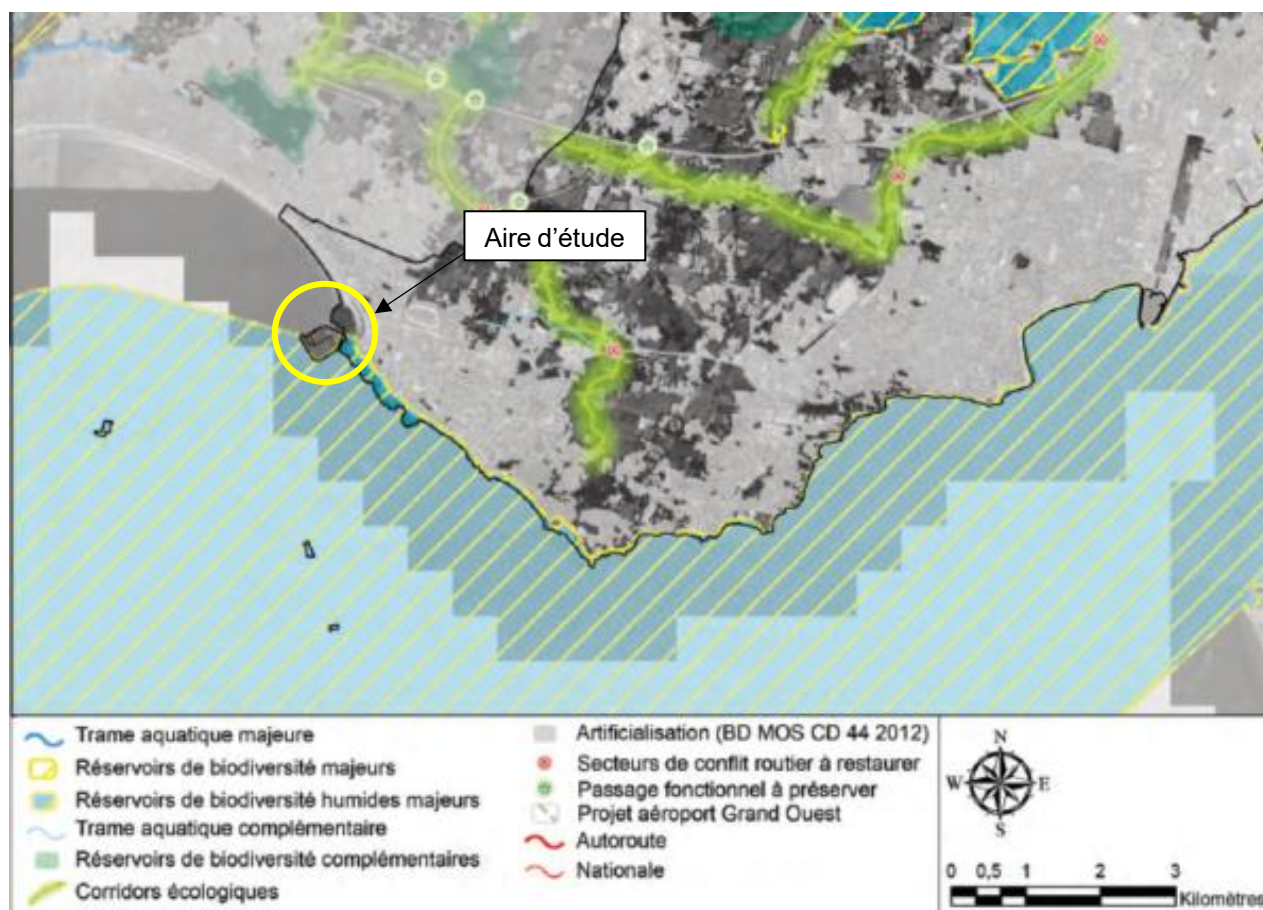 Aire d’étude
Trame aquatique majeure
Réservoirs de biodiversité majeurs
Réservoirs de biodiversité humides majeurs
Trame aquatique complémentaire
Réservoirs de biodiversité complémentaires
Corridors écologiques
Artificialisation (BD MOS CD 44 2012)
Secteurs de conflit routier à restaurer
Passage fonctionnel à préserver
Projet aéroport Grand Ouest
Autoroute
Nationale
N
W E
S
0 0,5 1 2 3
Kilomètres